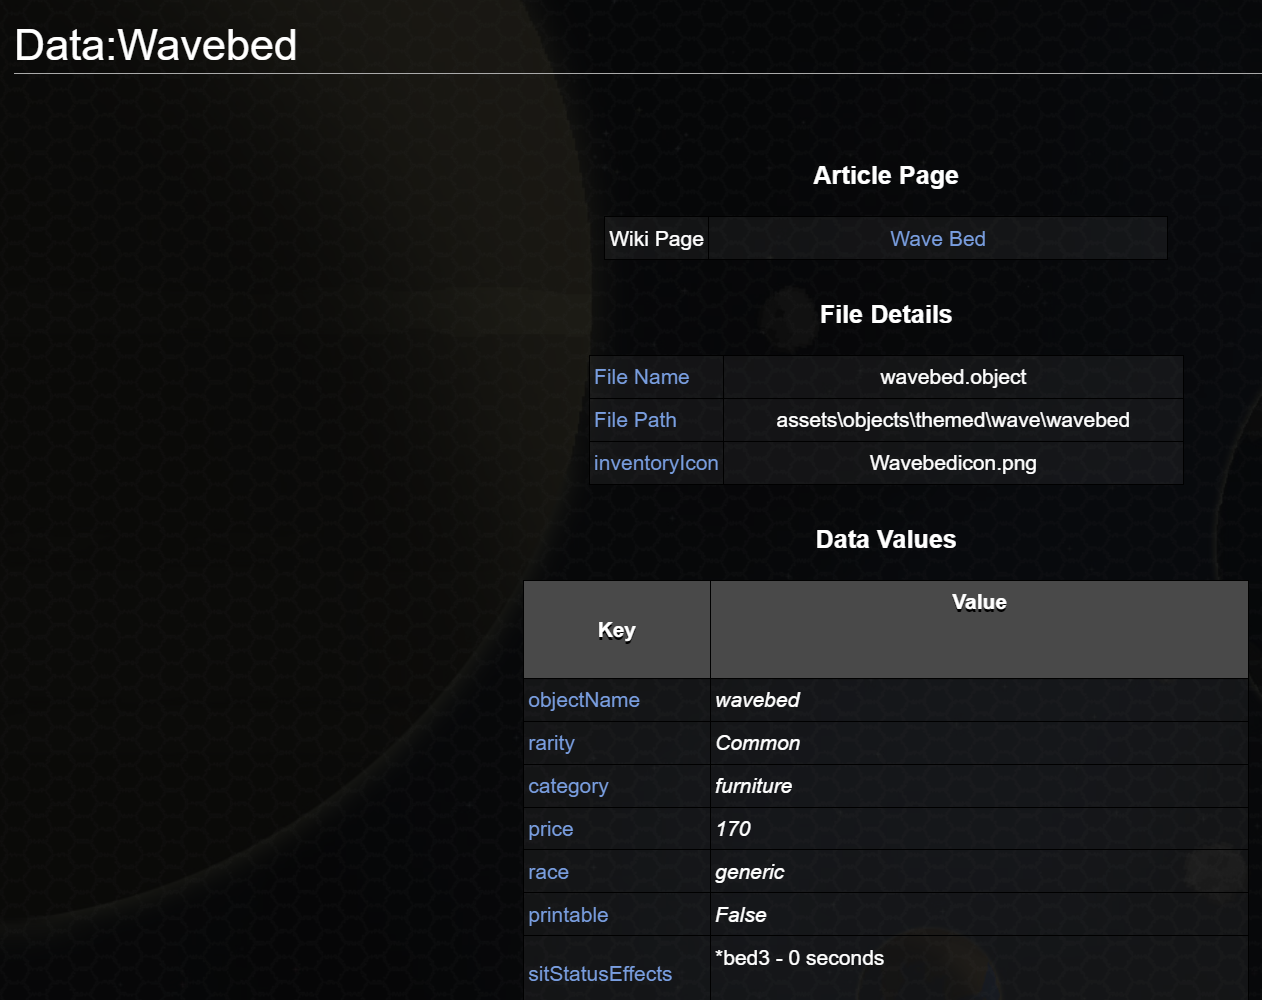 Data:Wavebed
Article Page
Wiki Page Wave Bed
File Details
File Name wavebed.object
File Path assets\objects\themed\wave\wavebed
inventoryIcon Wavebedicon.png
Data Values
Key Value
objectName wavebed
rarity Common
category furniture
price 170
race generic
printable False
sitStatusEffects *bed3 - 0 seconds